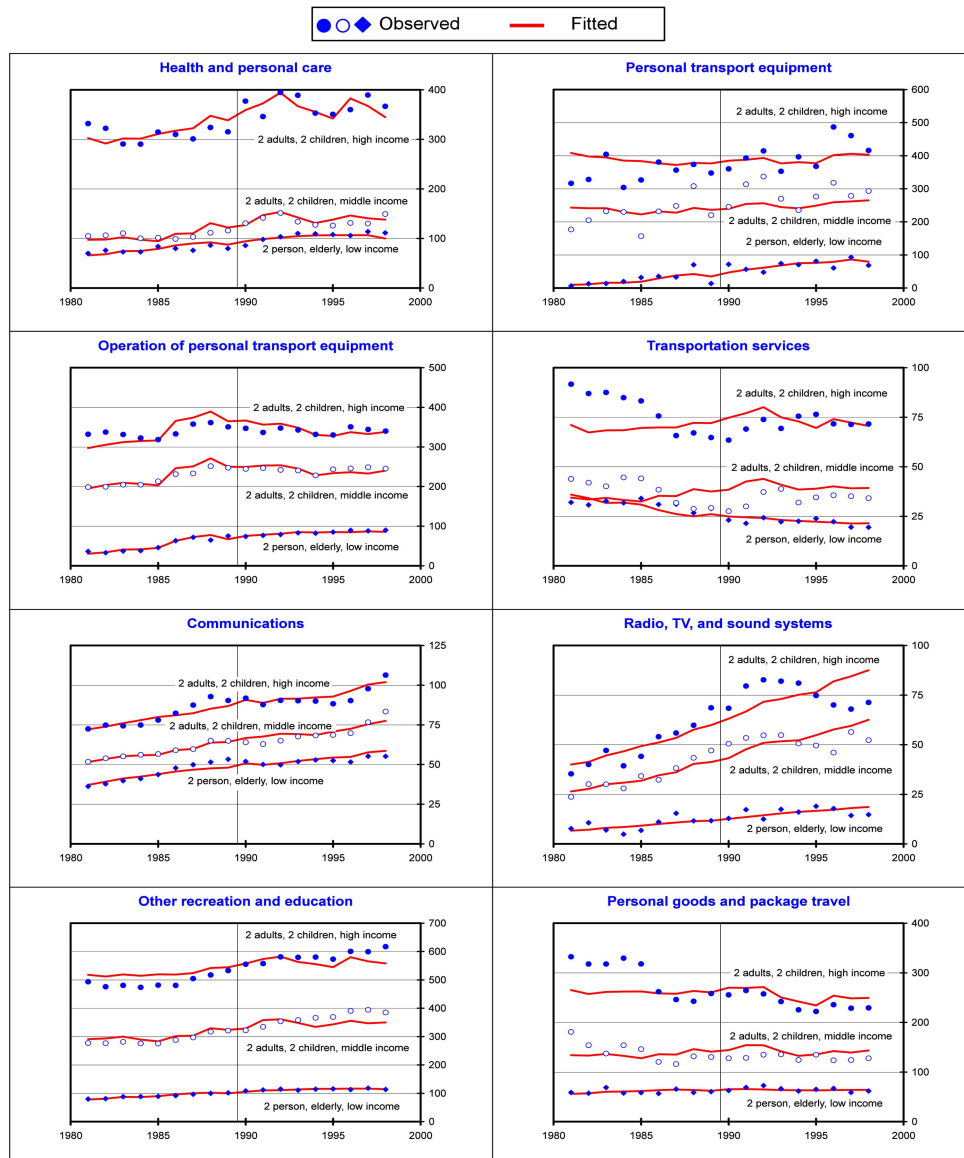 Observed Fitted
Health and personal care
400
2 adults, 2 children, high income
300
200
2 adults, 2 children, middle income
100
2 person, elderly, low income
0
1980 1985 1990 1995 2000
Personal transport equipment
600
2 adults, 2 children, high income
500
400
300
2 adults, 2 children, middle income
200
2 person, elderly, low income
100
0
1980 1985 1990 1995 2000
Operation of personal transport equipment
500
2 adults, 2 children, high income
400
300
200
2 adults, 2 children, middle income
100
2 person, elderly, low income
0
1980 1985 1990 1995 2000
Transportation services
100
2 adults, 2 children, high income
75
50
2 adults, 2 children, middle income
25
2 person, elderly, low income
0
1980 1985 1990 1995 2000
Communications
125
2 adults, 2 children, high income
100
75
2 adults, 2 children, middle income
50
2 person, elderly, low income
25
0
1980 1985 1990 1995 2000
Radio, TV, and sound systems
100
2 adults, 2 children, high income
75
50
2 adults, 2 children, middle income
25
2 person, elderly, low income
0
1980 1985 1990 1995 2000
Other recreation and education
700
2 adults, 2 children, high income
600
500
400
300
2 adults, 2 children, middle income
200
100
2 person, elderly, low income
0
1980 1985 1990 1995 2000
Personal goods and package travel
400
2 adults, 2 children, high income
300
200
2 adults, 2 children, middle income
100
2 person, elderly, low income
0
1980 1985 1990 1995 2000